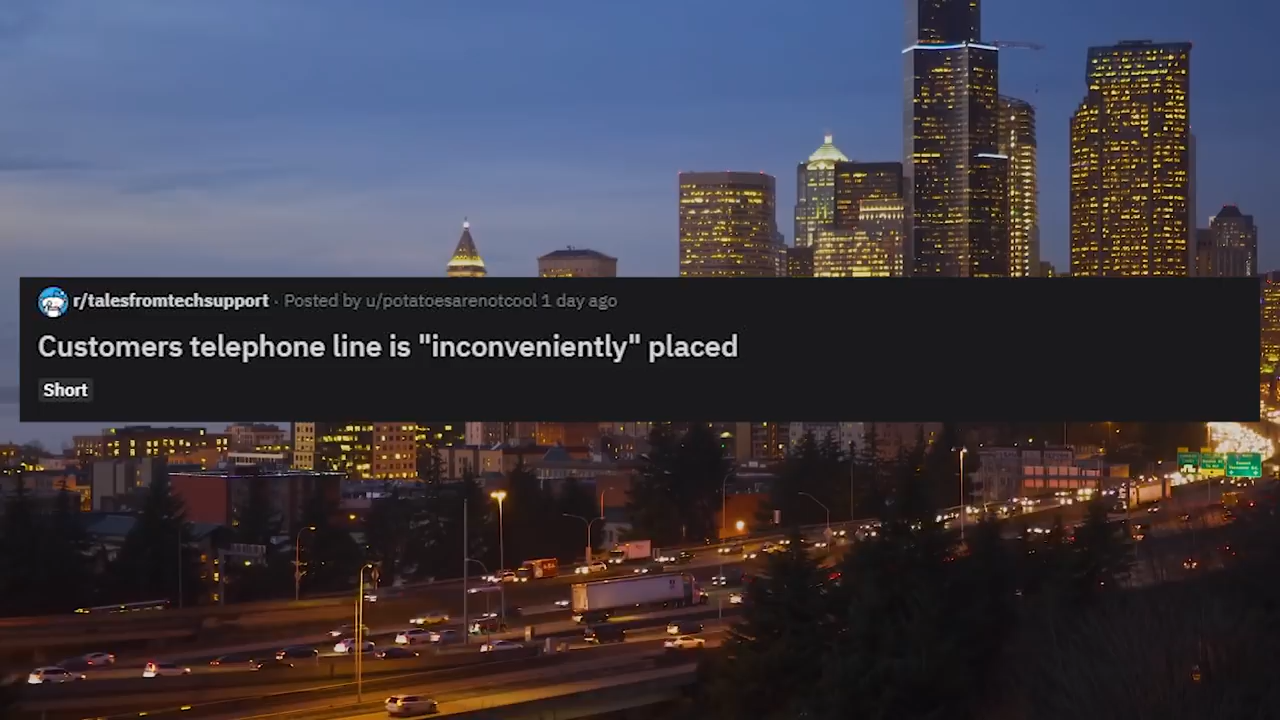 r/talesfromtechsupport · Posted by u/potatoesarenotcool 1 day ago
Customers telephone line is "inconveniently" placed
Short